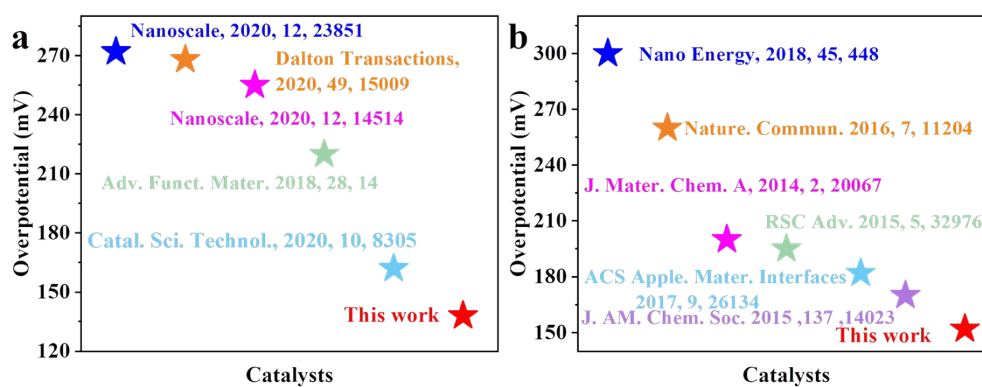 a
Nanoscale, 2020, 12, 23851
Dalton Transactions,
2020, 49, 15009
Nanoscale, 2020, 12, 14514
Adv. Funct. Mater. 2018, 28, 14
Catal. Sci. Technol., 2020, 10, 8305
This work
Overpotential (mV)
270
240
210
180
150
120
Catalysts
b
Nano Energy, 2018, 45, 448
Nature. Commun. 2016, 7, 11204
J. Mater. Chem. A, 2014, 2, 20067
RSC Adv. 2015, 5, 32976
ACS Apple. Mater. Interfaces
2017, 9, 26134
J. AM. Chem. Soc. 2015 ,137 ,14023
This work
Overpotential (mV)
300
270
240
210
180
150
Catalysts